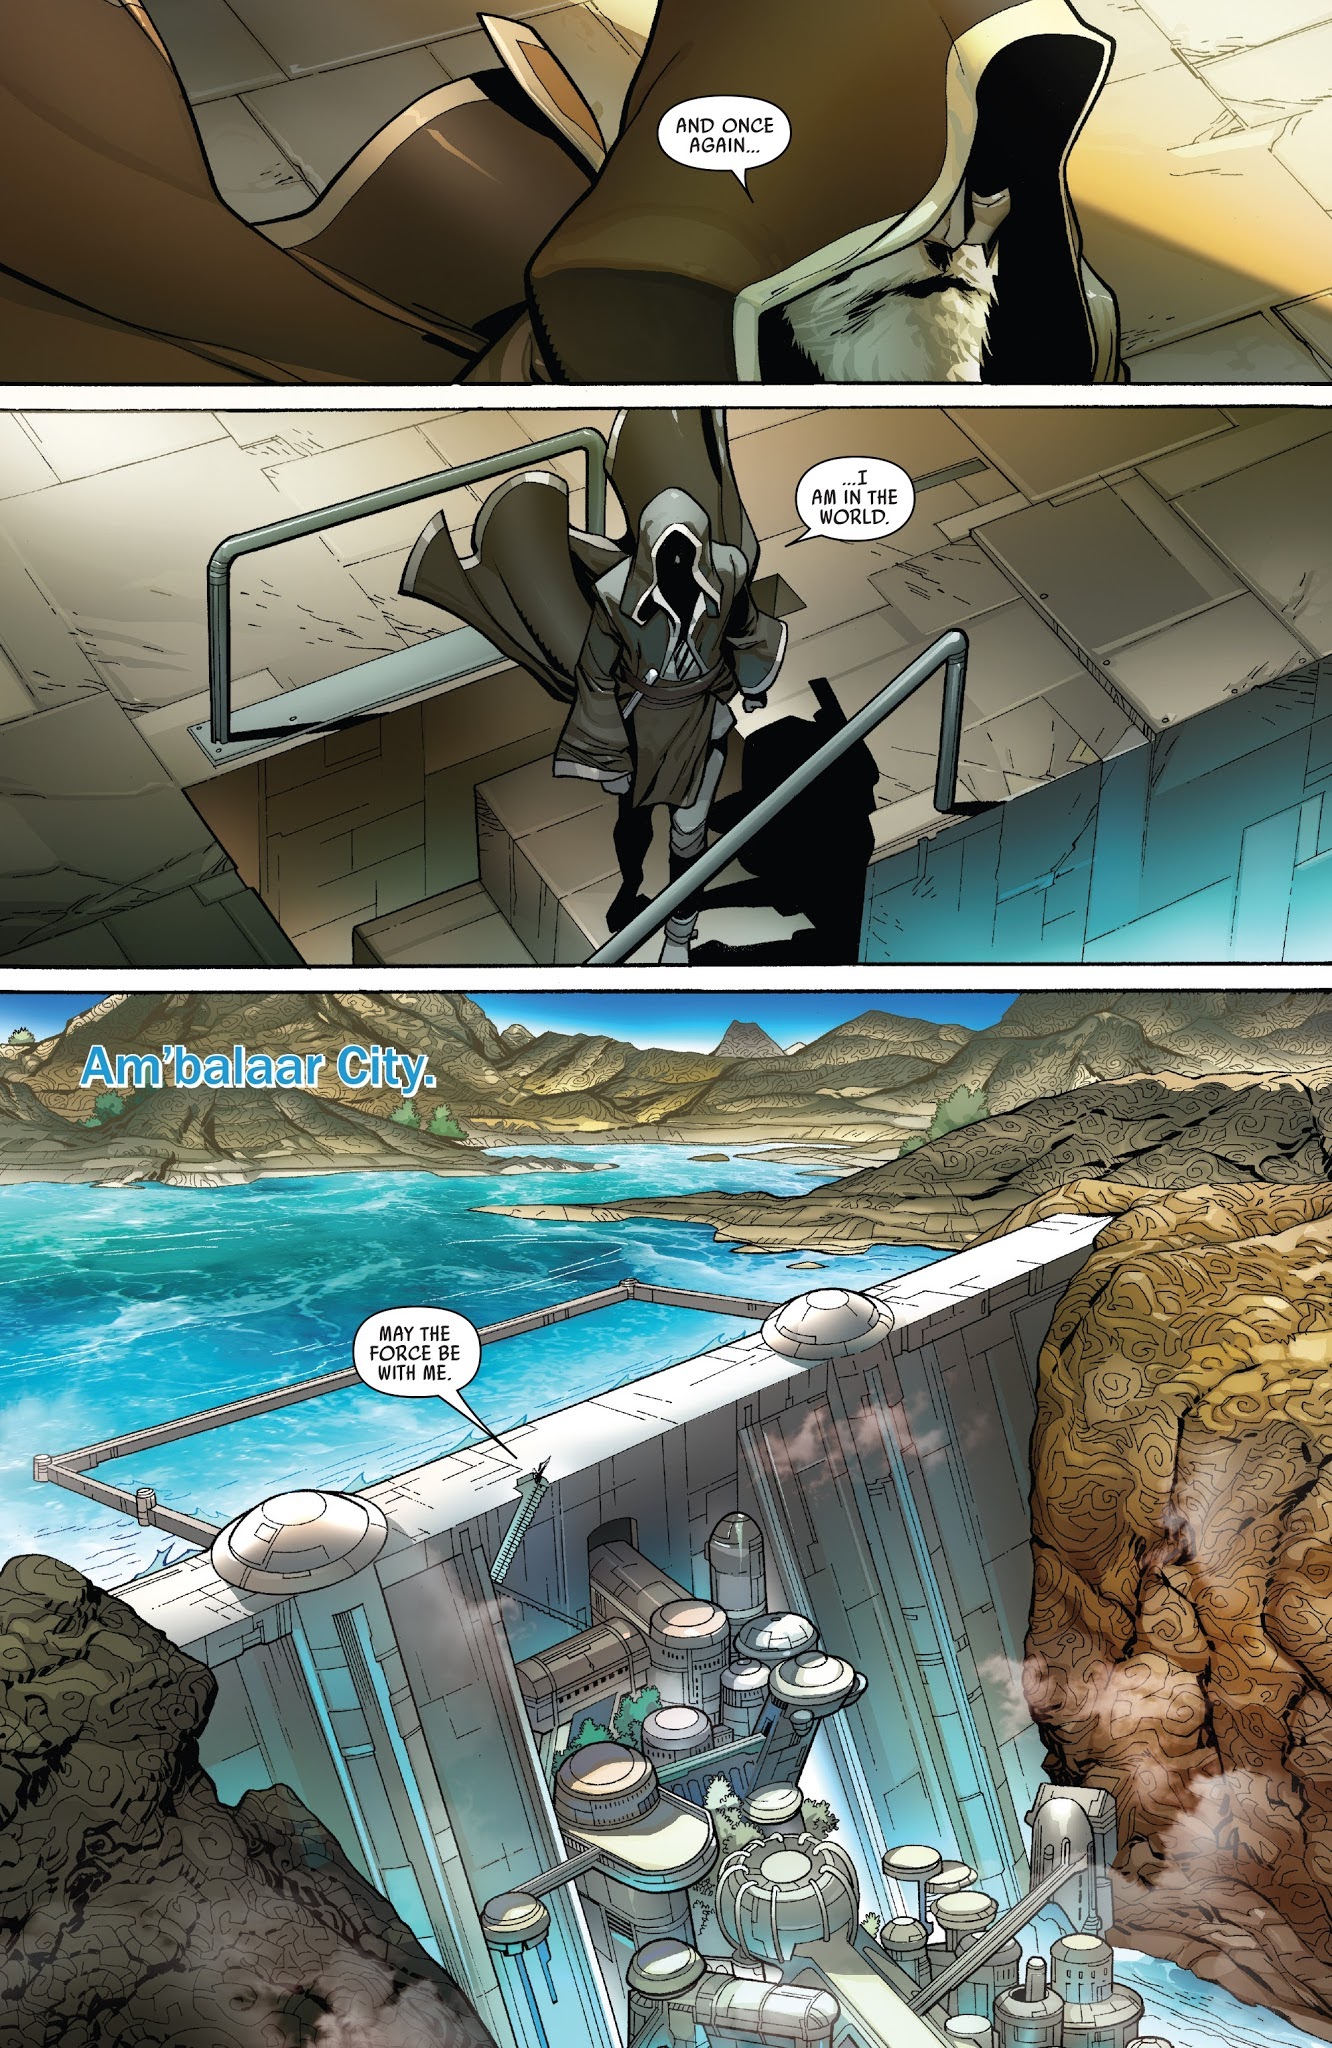 AND ONCE
AGAIN...
...I
AM IN THE
WORLD.
Am'balaar City.
MAY THE
FORCE BE
WITH ME.